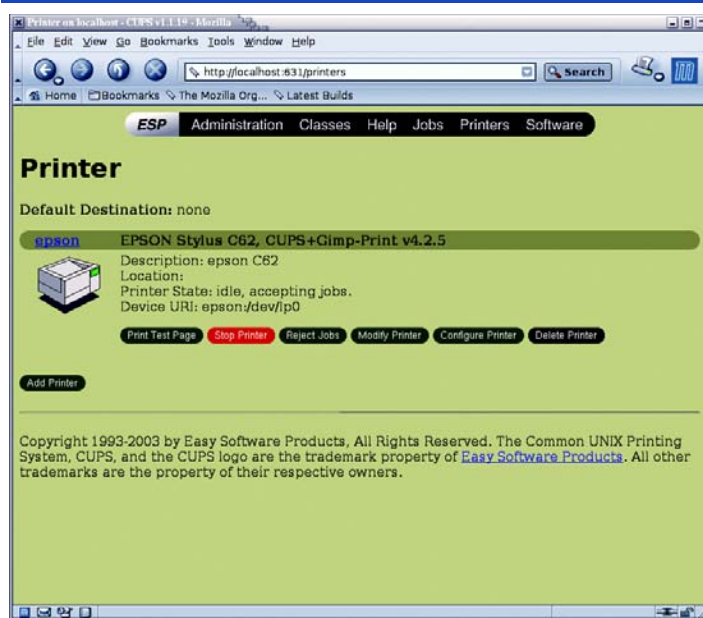 Printer on localhost - CUPS v1.1.19 - Mozilla
File Edit View Go Bookmarks Tools Window Help
http://localhost:631/printers
Search
Home Bookmarks The Mozilla Org... Latest Builds
ESP Administration Classes Help Jobs Printers Software
Printer
Default Destination: none
epson EPSON Stylus C62, CUPS+Gimp-Print v4.2.5
Description: epson C62
Location:
Printer State: idle, accepting jobs.
Device URI: epson:/dev/lp0
Print Test Page Stop Printer Reject Jobs Modify Printer Configure Printer Delete Printer
Add Printer
Copyright 1993-2003 by Easy Software Products, All Rights Reserved. The Common UNIX Printing
System, CUPS, and the CUPS logo are the trademark property of Easy Software Products. All other
trademarks are the property of their respective owners.